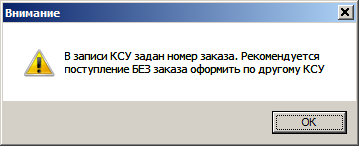 Внимание
В записи КСУ задан номер заказа. Рекомендуется
поступление БЕЗ заказа оформить по другому КСУ
OK